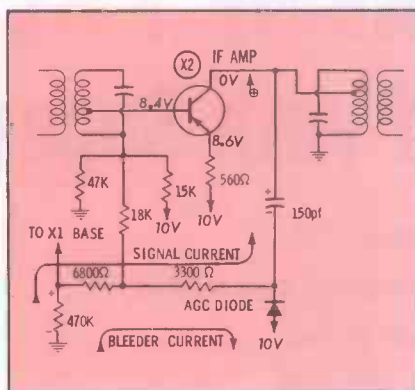 X2
IF AMP
0V
8.4V
8.6V
47K
15K
10V
560Ω
10V
18K
150pf
TO X1 BASE
SIGNAL CURRENT
6800Ω
3300 Ω
AGC DIODE
470K
10V
BLEEDER CURRENT